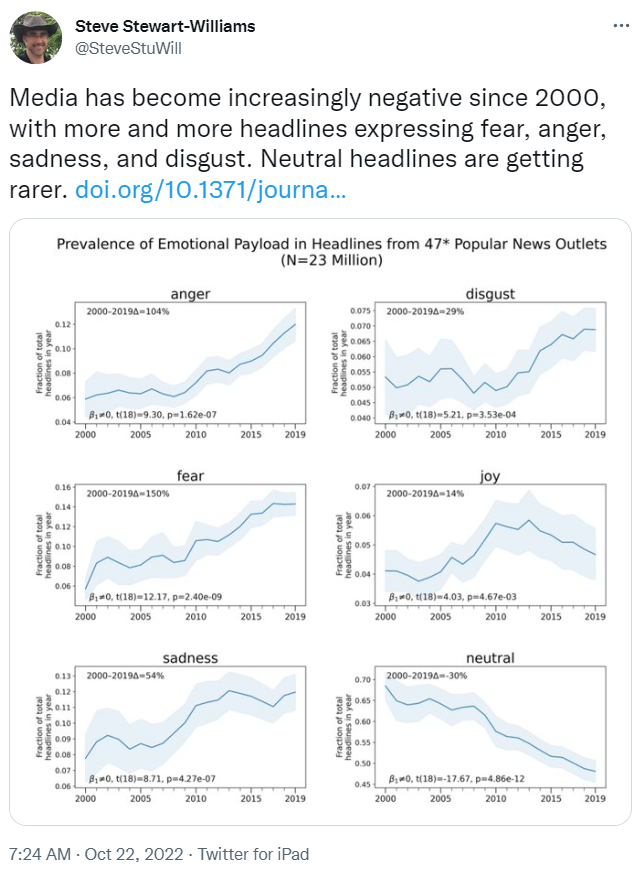 Steve Stewart-Williams
@SteveStuWill
Media has become increasingly negative since 2000,
with more and more headlines expressing fear, anger,
sadness, and disgust. Neutral headlines are getting
rarer. doi.org/10.1371/journa…
Prevalence of Emotional Payload in Headlines from 47* Popular News Outlets
(N=23 Million)
anger
2000–2019Δ=104%
Fraction of total
headlines in year
0.12
0.10
0.08
0.06
0.04
β₁≠0, t(18)=9.30, p=1.62e-07
2000 2005 2010 2015 2019
disgust
2000–2019Δ=29%
Fraction of total
headlines in year
0.075
0.070
0.065
0.060
0.055
0.050
0.045
0.040
β₁≠0, t(18)=5.21, p=3.53e-04
2000 2005 2010 2015 2019
fear
2000–2019Δ=150%
Fraction of total
headlines in year
0.16
0.14
0.12
0.10
0.08
0.06
β₁≠0, t(18)=12.17, p=2.40e-09
2000 2005 2010 2015 2019
joy
2000–2019Δ=14%
Fraction of total
headlines in year
0.07
0.06
0.05
0.04
0.03
β₁≠0, t(18)=4.03, p=4.67e-03
2000 2005 2010 2015 2019
sadness
2000–2019Δ=54%
Fraction of total
headlines in year
0.13
0.12
0.11
0.10
0.09
0.08
0.07
0.06
β₁≠0, t(18)=8.71, p=4.27e-07
2000 2005 2010 2015 2019
neutral
2000–2019Δ=-30%
Fraction of total
headlines in year
0.70
0.65
0.60
0.55
0.50
0.45
β₁≠0, t(18)=-17.67, p=4.86e-12
2000 2005 2010 2015 2019
7:24 AM · Oct 22, 2022 · Twitter for iPad